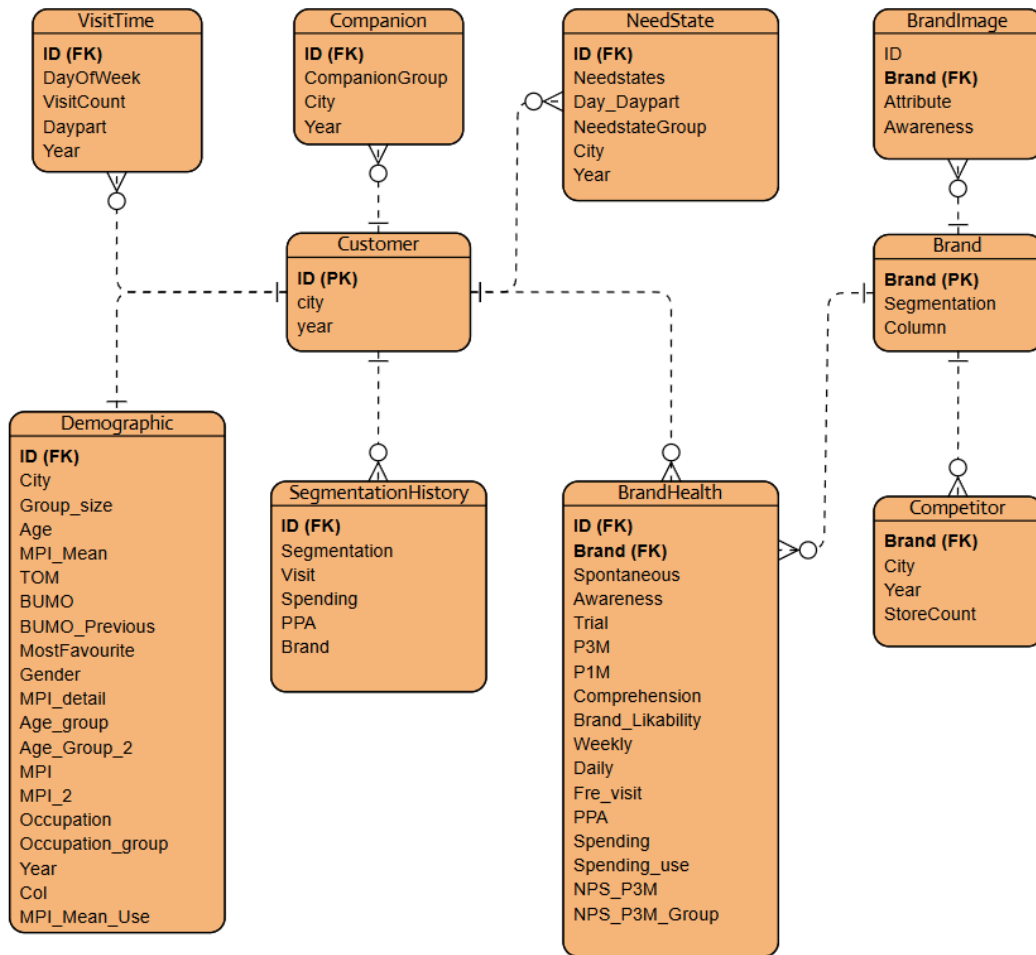 VisitTime
ID (FK)
DayOfWeek
VisitCount
Daypart
Year
Companion
ID (FK)
CompanionGroup
City
Year
NeedState
ID (FK)
Needstates
Day_Daypart
NeedstateGroup
City
Year
BrandImage
ID
Brand (FK)
Attribute
Awareness
Customer
ID (PK)
city
year
Brand
Brand (PK)
Segmentation
Column
Demographic
ID (FK)
City
Group_size
Age
MPI_Mean
TOM
BUMO
BUMO_Previous
MostFavourite
Gender
MPI_detail
Age_group
Age_Group_2
MPI
MPI_2
Occupation
Occupation_group
Year
Col
MPI_Mean_Use
SegmentationHistory
ID (FK)
Segmentation
Visit
Spending
PPA
Brand
BrandHealth
ID (FK)
Brand (FK)
Spontaneous
Awareness
Trial
P3M
P1M
Comprehension
Brand_Likability
Weekly
Daily
Fre_visit
PPA
Spending
Spending_use
NPS_P3M
NPS_P3M_Group
Competitor
Brand (FK)
City
Year
StoreCount